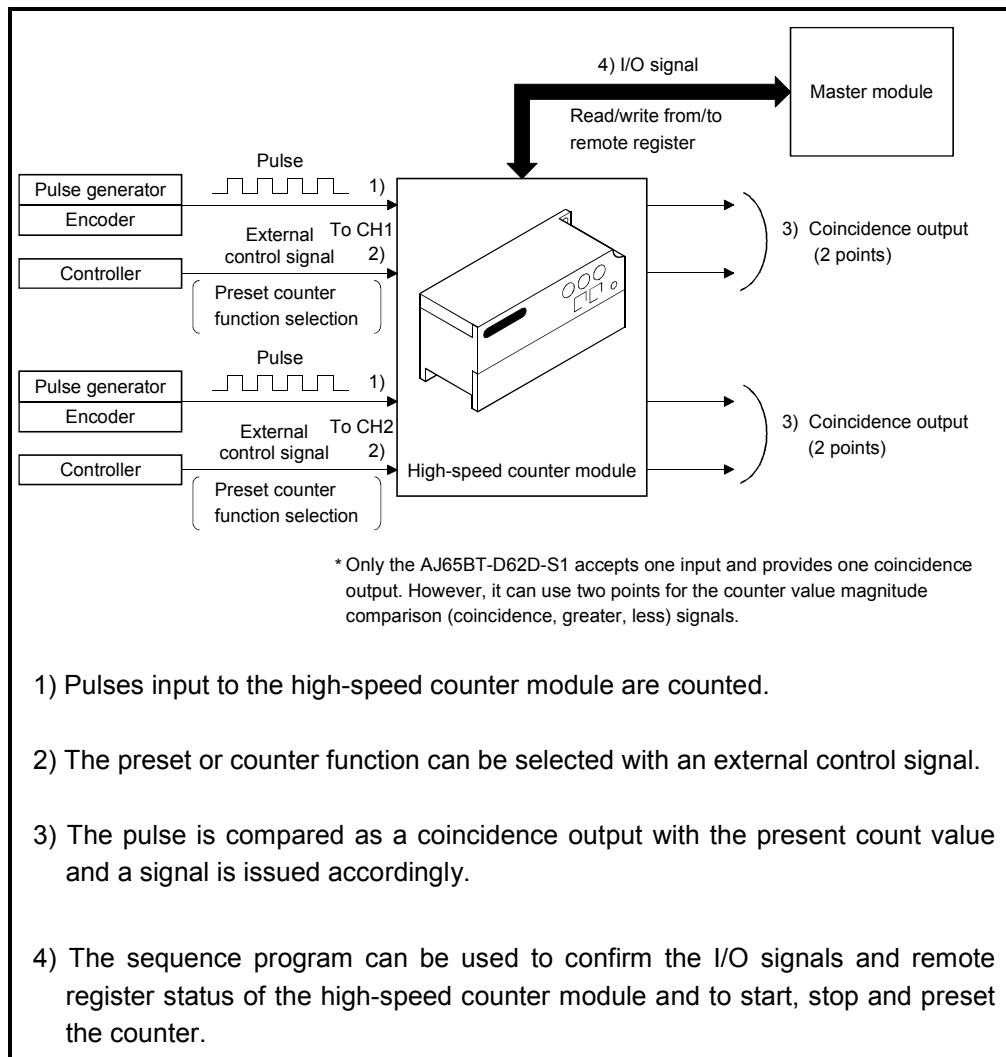 4) I/O signal
Master module
Read/write from/to
remote register
Pulse
Pulse generator
1)
Encoder
External
control signal
To CH1
2)
Controller
Preset counter
function selection
3) Coincidence output
(2 points)
Pulse
Pulse generator
1)
Encoder
External
control signal
To CH2
2)
Controller
Preset counter
function selection
High-speed counter module
3) Coincidence output
(2 points)
* Only the AJ65BT-D62D-S1 accepts one input and provides one coincidence
output. However, it can use two points for the counter value magnitude
comparison (coincidence, greater, less) signals.
1) Pulses input to the high-speed counter module are counted.
2) The preset or counter function can be selected with an external control signal.
3) The pulse is compared as a coincidence output with the present count value
and a signal is issued accordingly.
4) The sequence program can be used to confirm the I/O signals and remote
register status of the high-speed counter module and to start, stop and preset
the counter.